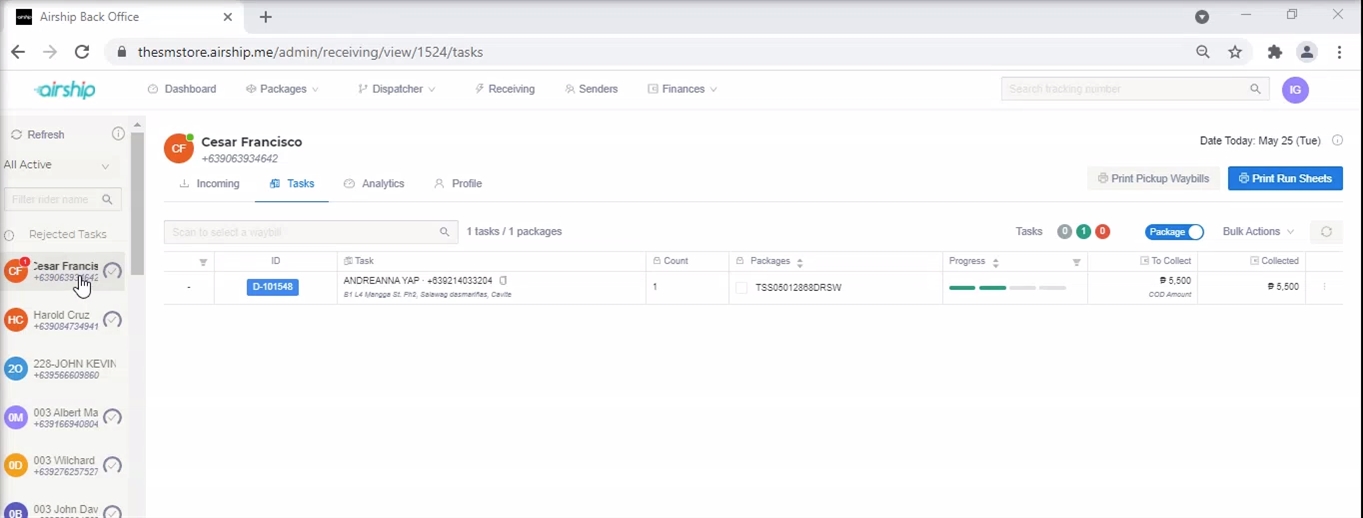 Airship Back Office
thesmstore.airship.me/admin/receiving/view/1524/tasks
airship
Dashboard
Packages
Dispatcher
Receiving
Senders
Finances
Search tracking number
IG
Refresh
All Active
Filter rider name
Rejected Tasks
CF
1
Cesar Francis
HC
Harold Cruz
+639084734941
20
228-JOHN KEVIN
+639566609860
0M
003 Albert Ma
+639166940804
0D
003 Wilchard
+639276257527
0B
003 John Dav
CF
Cesar Francisco
+639063934642
Date Today: May 25 (Tue)
Incoming
Tasks
Analytics
Profile
Print Pickup Waybills
Print Run Sheets
Scan to select a waybill
1 tasks / 1 packages
Tasks
0
1
0
Package
Bulk Actions
ID
Task
Count
Packages
Progress
To Collect
Collected
-
D-101548
ANDREANNA YAP · +639214033204
B1 L4 Mangga St. Ph2, Salawag dasmariñas, Cavite
1
TSS05012868DRSW
₱ 5,500
COD Amount
₱ 5,500